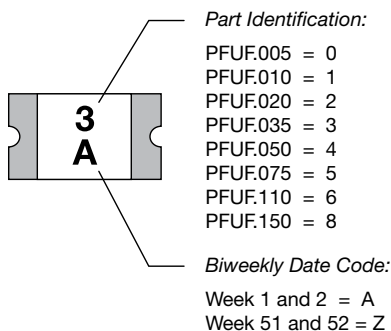 Part Identification:
PFUF.005 = 0
PFUF.010 = 1
PFUF.020 = 2
PFUF.035 = 3
PFUF.050 = 4
PFUF.075 = 5
PFUF.110 = 6
PFUF.150 = 8
3
A
Biweekly Date Code:
Week 1 and 2 = A
Week 51 and 52 = Z